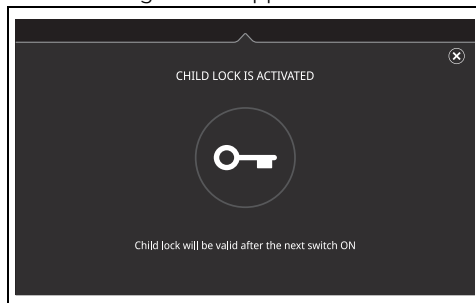 CHILD LOCK IS ACTIVATED
Child lock will be valid after the next switch ON